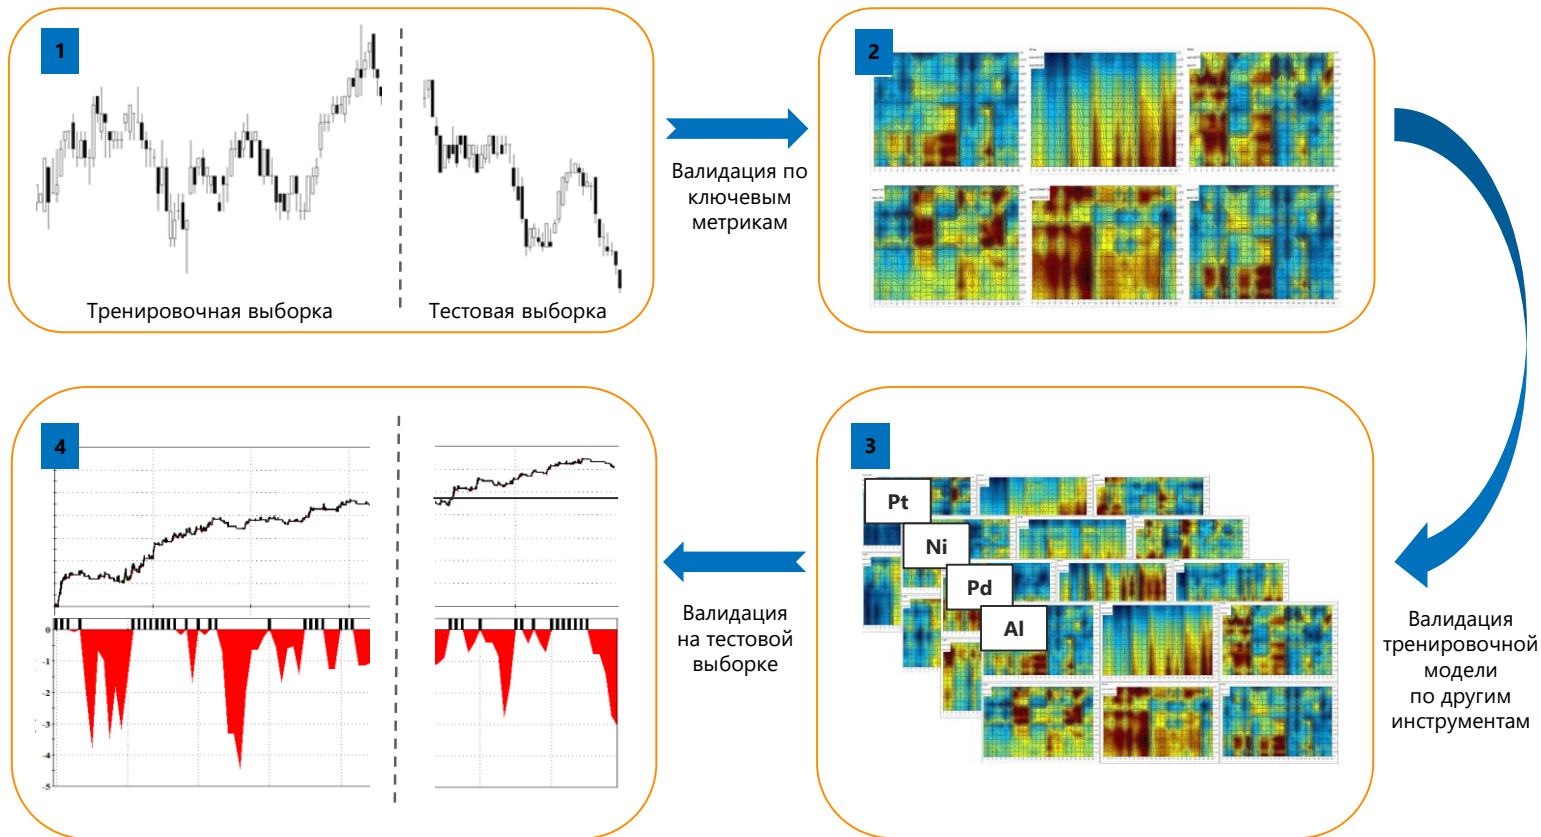 1
Тренировочная выборка
Тестовая выборка
Валидация по
ключевым
метрикам
2
Валидация
тренировочной
модели
по другим
инструментам
3
Pt
Ni
Pd
Al
Валидация
на тестовой
выборке
4
0
-1
-2
-3
-4
-5